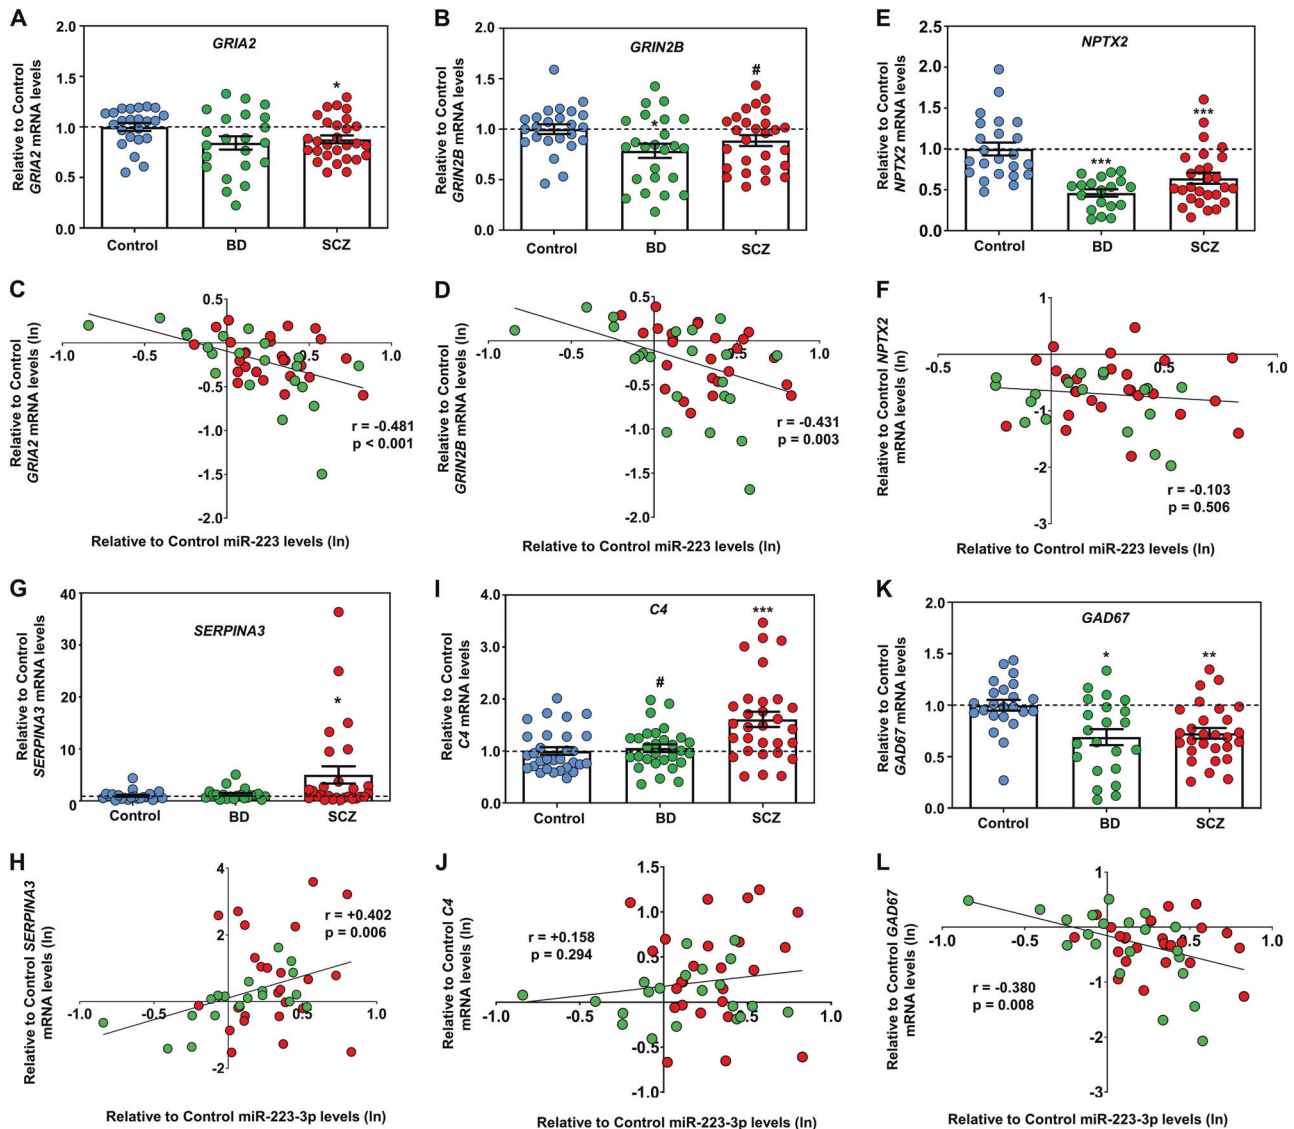 A
Relative to Control
GRIA2 mRNA levels
2.0
1.5
1.0
0.5
0.0
GRIA2
*
Control
BD
SCZ
B
Relative to Control
GRIN2B mRNA levels
2.0
1.5
1.0
0.5
0.0
GRIN2B
*
#
Control
BD
SCZ
E
Relative to Control
NPTX2 mRNA levels
2.5
2.0
1.5
1.0
0.5
0.0
NPTX2
***
***
Control
BD
SCZ
C
Relative to Control
GRIA2 mRNA levels (ln)
0.5
-1.0
-0.5
0.5
1.0
-0.5
-1.0
-1.5
-2.0
r = -0.481
p < 0.001
Relative to Control miR-223 levels (ln)
D
Relative to Control
GRIN2B mRNA levels (ln)
0.5
-1.0
-0.5
0.5
1.0
-0.5
-1.0
-1.5
-2.0
r = -0.431
p = 0.003
Relative to Control miR-223 levels (ln)
F
Relative to Control NPTX2
mRNA levels (ln)
1
-0.5
0.5
1.0
-1
-2
-3
r = -0.103
p = 0.506
Relative to Control miR-223 levels (ln)
G
Relative to Control
SERPINA3 mRNA levels
40
30
20
10
0
SERPINA3
*
Control
BD
SCZ
I
Relative to Control
C4 mRNA levels
4.0
3.0
2.0
1.0
0.0
C4
#
***
Control
BD
SCZ
K
Relative to Control
GAD67 mRNA levels
2.0
1.5
1.0
0.5
0.0
GAD67
*
**
Control
BD
SCZ
H
Relative to Control SERPINA3
mRNA levels (ln)
4
2
-2
-1.0
-0.5
0.5
1.0
r = +0.402
p = 0.006
Relative to Control miR-223-3p levels (ln)
J
Relative to Control C4
mRNA levels (ln)
1.5
1.0
0.5
-0.5
-1.0
-1.0
-0.5
0.5
1.0
r = +0.158
p = 0.294
Relative to Control miR-223-3p levels (ln)
L
Relative to Control GAD67
mRNA levels (ln)
1
-1.0
-0.5
0.5
1.0
-1
-2
-3
r = -0.380
p = 0.008
Relative to Control miR-223-3p levels (ln)